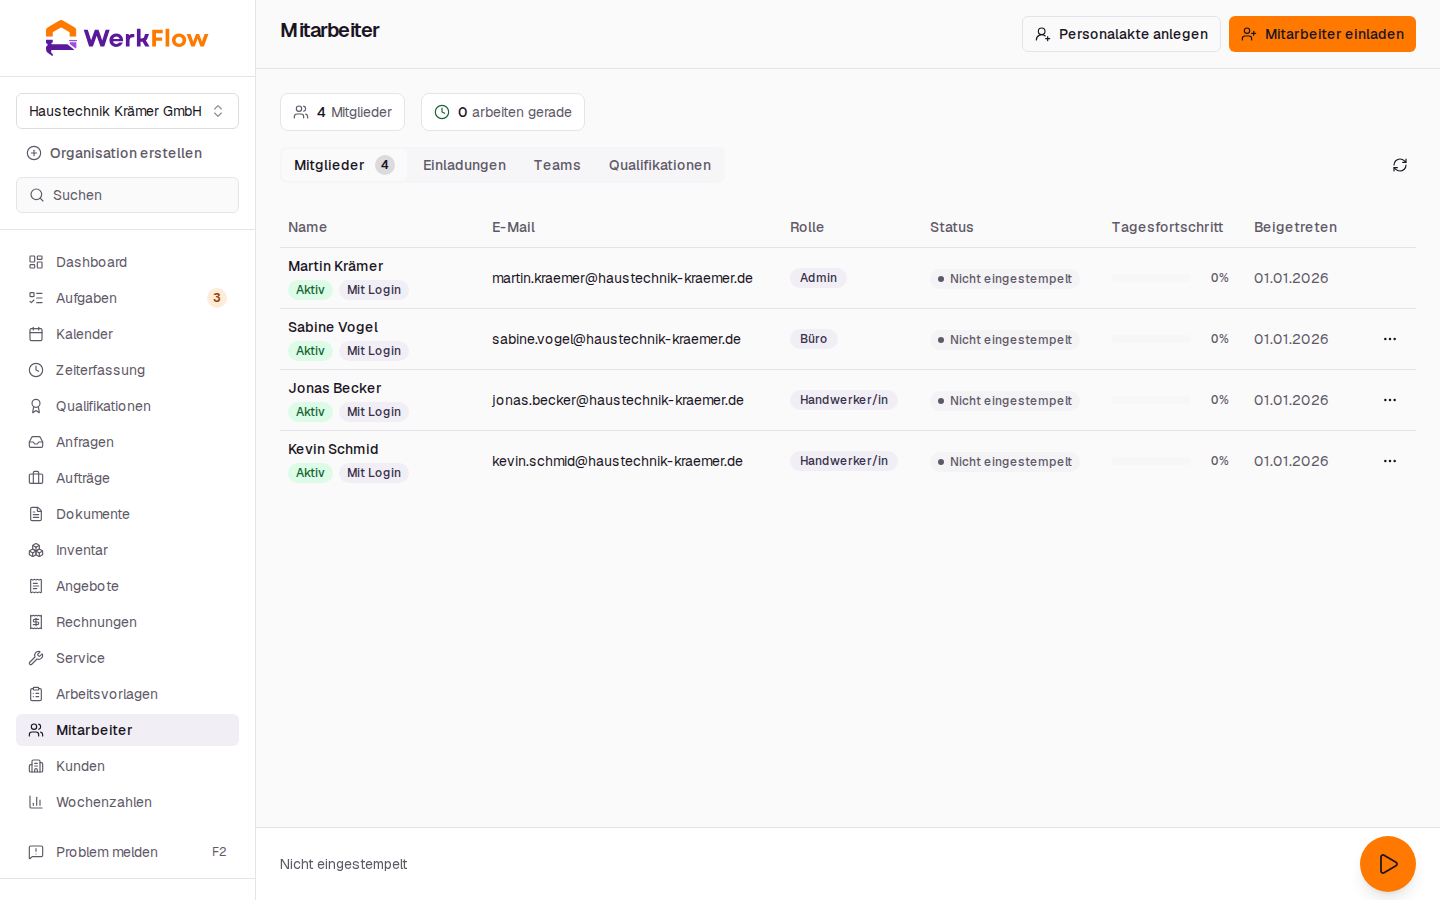 WerkFlow
Haustechnik Krämer GmbH
Organisation erstellen
Suchen
Dashboard
Aufgaben 3
Kalender
Zeiterfassung
Qualifikationen
Anfragen
Aufträge
Dokumente
Inventar
Angebote
Rechnungen
Service
Arbeitsvorlagen
Mitarbeiter
Kunden
Wochenzahlen
Problem melden F2
Mitarbeiter
Personalakte anlegen
Mitarbeiter einladen
4 Mitglieder
0 arbeiten gerade
Mitglieder 4 Einladungen Teams Qualifikationen
Name E-Mail Rolle Status Tagesfortschritt Beigetreten
Martin Krämer
Aktiv Mit Login
martin.kraemer@haustechnik-kraemer.de Admin Nicht eingestempelt 0% 01.01.2026
Sabine Vogel
Aktiv Mit Login
sabine.vogel@haustechnik-kraemer.de Büro Nicht eingestempelt 0% 01.01.2026
Jonas Becker
Aktiv Mit Login
jonas.becker@haustechnik-kraemer.de Handwerker/in Nicht eingestempelt 0% 01.01.2026
Kevin Schmid
Aktiv Mit Login
kevin.schmid@haustechnik-kraemer.de Handwerker/in Nicht eingestempelt 0% 01.01.2026
Nicht eingestempelt